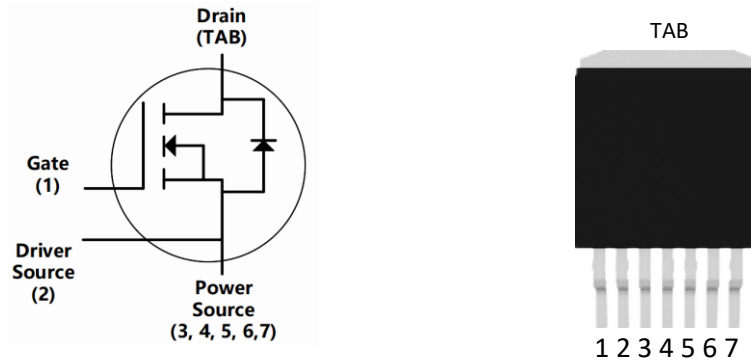 Drain
(TAB)
Gate
(1)
Driver
Source
(2)
Power
Source
(3, 4, 5, 6,7)
TAB
1 2 3 4 5 6 7